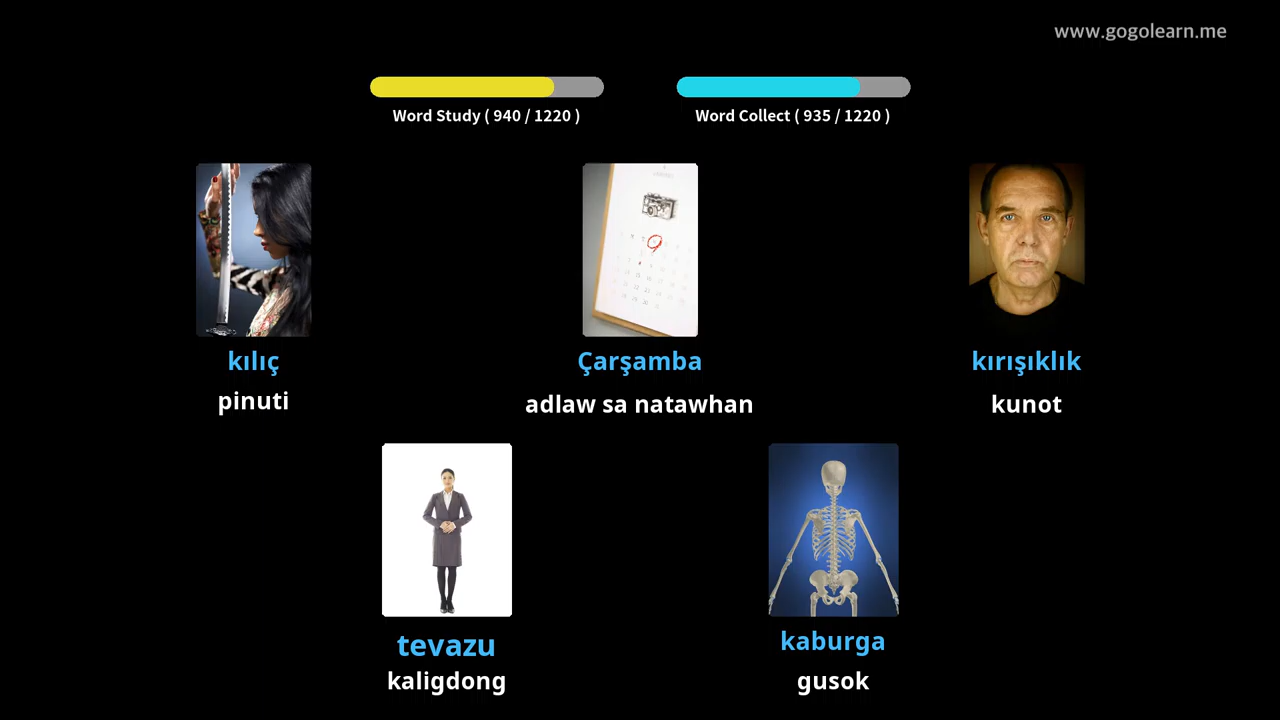 www.gogolearn.me
Word Study ( 940 / 1220 )
Word Collect ( 935 / 1220 )
kılıç
pinuti
Çarşamba
adlaw sa natawhan
kırışıklık
kunot
tevazu
kaligdong
kaburga
gusok